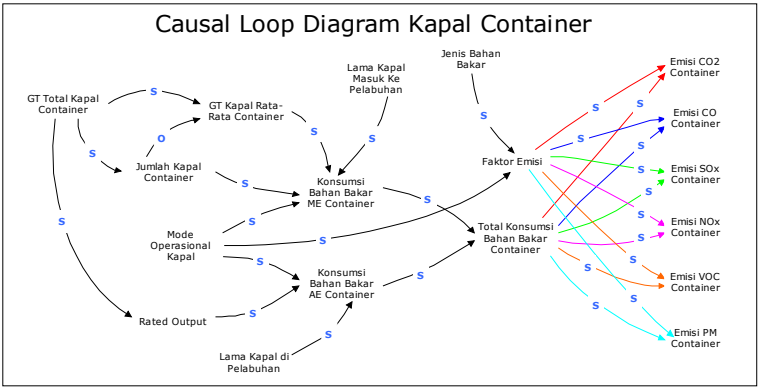 Causal Loop Diagram Kapal Container
Jenis Bahan
Bakar
Lama Kapal
Masuk Ke
Pelabuhan
Emisi CO2
Container
GT Total Kapal
Container
S
GT Kapal Rata-
Rata Container
S
S
S
S
S
Emisi CO
Container
S
O
S
S
S
Jumlah Kapal
Container
Faktor Emisi
S
Emisi SOx
Container
S
Konsumsi
Bahan Bakar
ME Container
S
S
S
S
Mode
Operasional
Kapal
S
Total Konsumsi
Bahan Bakar
Container
S
S
Emisi NOx
Container
S
S
S
S
Konsumsi
Bahan Bakar
AE Container
S
Emisi VOC
Container
S
S
S
Rated Output
S
Emisi PM
Container
Lama Kapal di
Pelabuhan